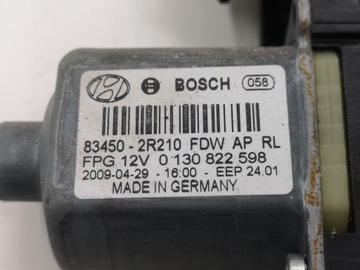 BOSCH 058
83450-2R210 FDW AP RL
FPG 12V 0 130 822 598
2009-04-29 - 16:00 - EEP 24.01
MADE IN GERMANY